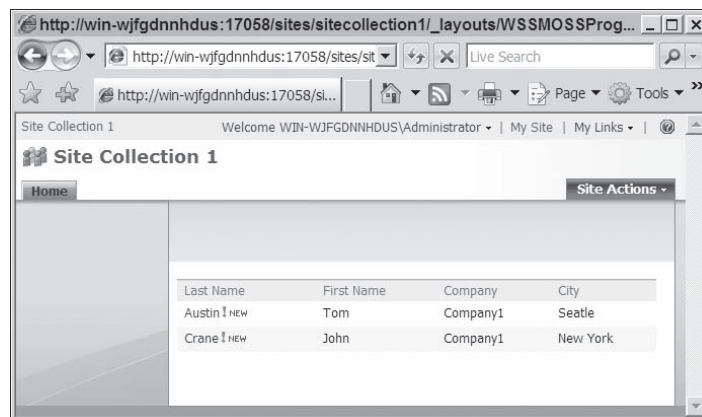 http://win-wjfgdnnhdus:17058/sites/sitecollection1/_layouts/WSSMOSSProg...
http://win-wjfgdnnhdus:17058/sites/sit
Live Search
http://win-wjfgdnnhdus:17058/si...
Page
Tools
Site Collection 1
Welcome WIN-WJFGDNNHDUS\Administrator | My Site | My Links |
Site Collection 1
Home
Site Actions
Last Name First Name Company City
Austin ! NEW Tom Company1 Seatle
Crane ! NEW John Company1 New York